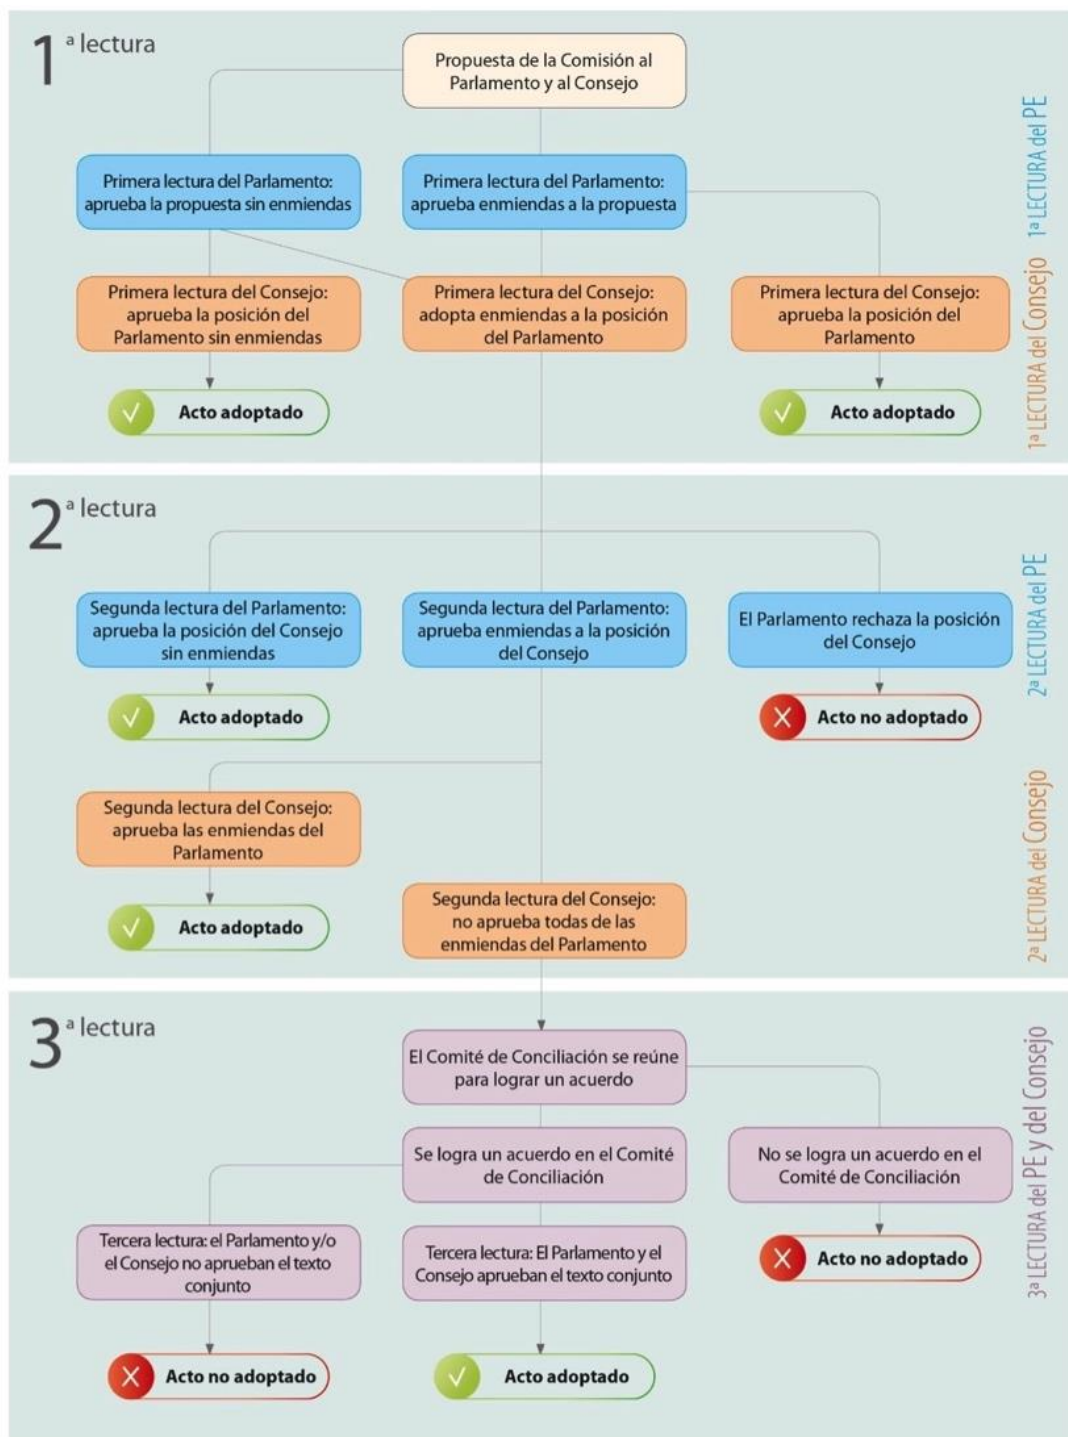 1ª lectura
Propuesta de la Comisión al
Parlamento y al Consejo
1ª LECTURA del PE
Primera lectura del Parlamento:
aprueba la propuesta sin enmiendas
Primera lectura del Parlamento:
aprueba enmiendas a la propuesta
1ª LECTURA del Consejo
Primera lectura del Consejo:
aprueba la posición del
Parlamento sin enmiendas
Primera lectura del Consejo:
adopta enmiendas a la posición
del Parlamento
Primera lectura del Consejo:
aprueba la posición del
Parlamento
Acto adoptado
Acto adoptado
2ª lectura
2ª LECTURA del PE
Segunda lectura del Parlamento:
aprueba la posición del Consejo
sin enmiendas
Segunda lectura del Parlamento:
aprueba enmiendas a la posición
del Consejo
El Parlamento rechaza la posición
del Consejo
Acto adoptado
Acto no adoptado
2ª LECTURA del Consejo
Segunda lectura del Consejo:
aprueba las enmiendas del
Parlamento
Acto adoptado
Segunda lectura del Consejo:
no aprueba todas de las
enmiendas del Parlamento
3ª lectura
3ª LECTURA del PE y del Consejo
El Comité de Conciliación se reúne
para lograr un acuerdo
Se logra un acuerdo en el Comité
de Conciliación
No se logra un acuerdo en el
Comité de Conciliación
Tercera lectura: el Parlamento y/o
el Consejo no aprueban el texto
conjunto
Tercera lectura: El Parlamento y el
Consejo aprueban el texto conjunto
Acto no adoptado
Acto no adoptado
Acto adoptado